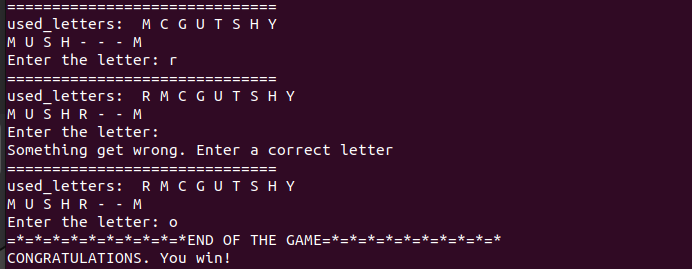 ==============================
used_letters:  M C G U T S H Y
M U S H - - - M
Enter the letter: r
==============================
used_letters:  R M C G U T S H Y
M U S H R - - M
Enter the letter:
Something get wrong. Enter a correct letter
==============================
used_letters:  R M C G U T S H Y
M U S H R - - M
Enter the letter: o
=*=*=*=*=*=*=*=*=*=*END OF THE GAME=*=*=*=*=*=*=*=*=*=*
CONGRATULATIONS. You win!